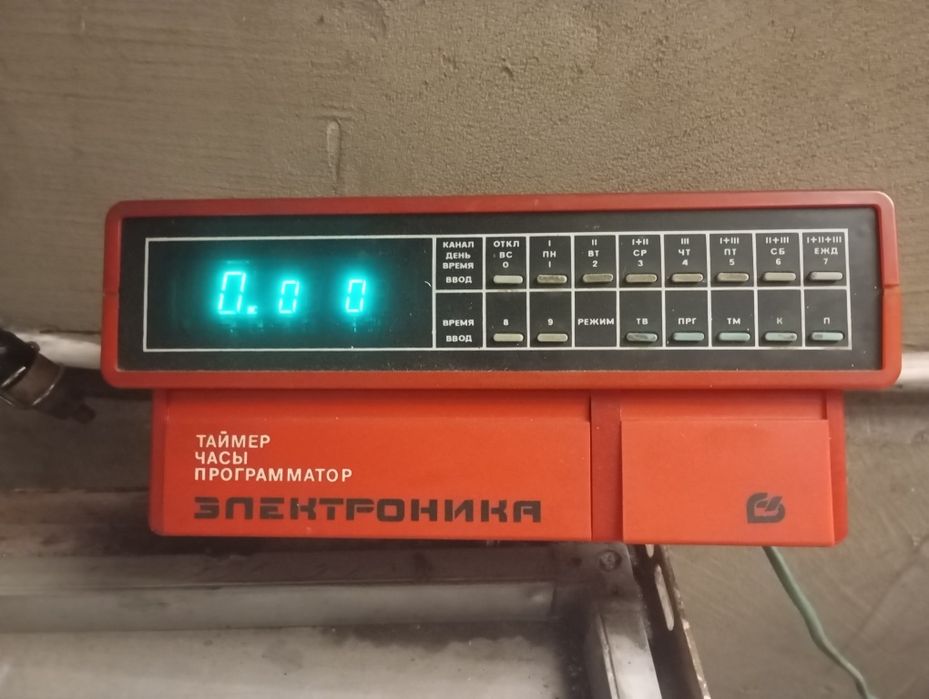 0.00
КАНАЛ ОТКЛ I II I+II III I+III II+III I+II+III
ДЕНЬ ВС ПН ВТ СР ЧТ ПТ СБ ЕЖД
ВРЕМЯ 0 1 2 3 4 5 6 7
ВВОД
ВРЕМЯ 8 9 РЕЖИМ ТВ ПРГ ТМ К П
ВВОД
ТАЙМЕР
ЧАСЫ
ПРОГРАММАТОР
ЭЛЕКТРОНИКА